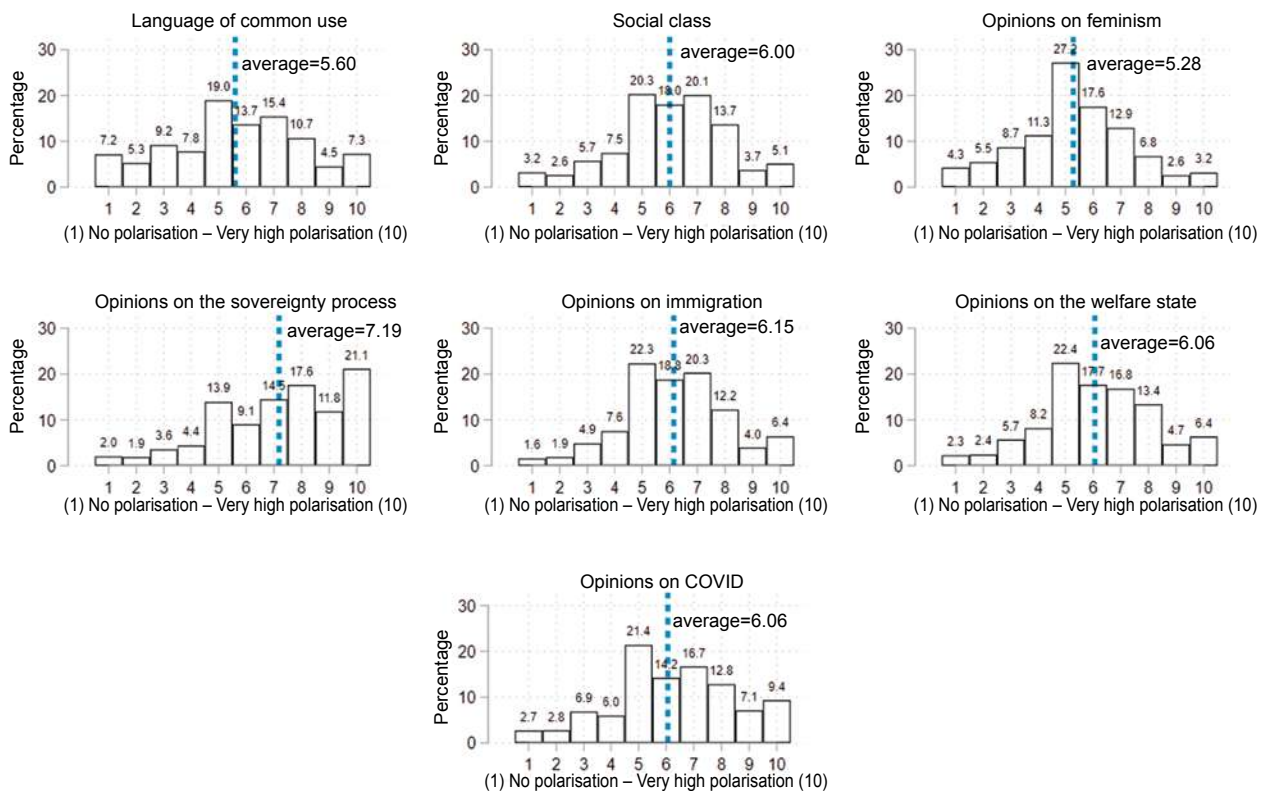 Language of common use
30
average=5.60
20
19.0
13.7
15.4
10.7
10
7.2
5.3
9.2
7.8
4.5
7.3
0
Percentage
1 2 3 4 5 6 7 8 9 10
(1) No polarisation – Very high polarisation (10)
Social class
30
average=6.00
20
20.3
18.0
20.1
13.7
10
3.2
2.6
5.7
7.5
3.7
5.1
0
Percentage
1 2 3 4 5 6 7 8 9 10
(1) No polarisation – Very high polarisation (10)
Opinions on feminism
30
average=5.28
20
17.6
12.9
11.3
10
4.3
5.5
8.7
6.8
2.6
3.2
0
Percentage
1 2 3 4 5 6 7 8 9 10
(1) No polarisation – Very high polarisation (10)
Opinions on the sovereignty process
30
average=7.19
20
13.9
9.1
14.5
17.6
11.8
21.1
10
2.0
1.9
3.6
4.4
0
Percentage
1 2 3 4 5 6 7 8 9 10
(1) No polarisation – Very high polarisation (10)
Opinions on immigration
30
average=6.15
20
22.3
18.8
20.3
12.2
10
1.6
1.9
4.9
7.6
4.0
6.4
0
Percentage
1 2 3 4 5 6 7 8 9 10
(1) No polarisation – Very high polarisation (10)
Opinions on the welfare state
30
average=6.06
20
22.4
17.7
16.8
13.4
10
2.3
2.4
5.7
8.2
4.7
6.4
0
Percentage
1 2 3 4 5 6 7 8 9 10
(1) No polarisation – Very high polarisation (10)
Opinions on COVID
30
average=6.06
20
21.4
14.2
16.7
12.8
10
2.7
2.8
6.9
6.0
7.1
9.4
0
Percentage
1 2 3 4 5 6 7 8 9 10
(1) No polarisation – Very high polarisation (10)